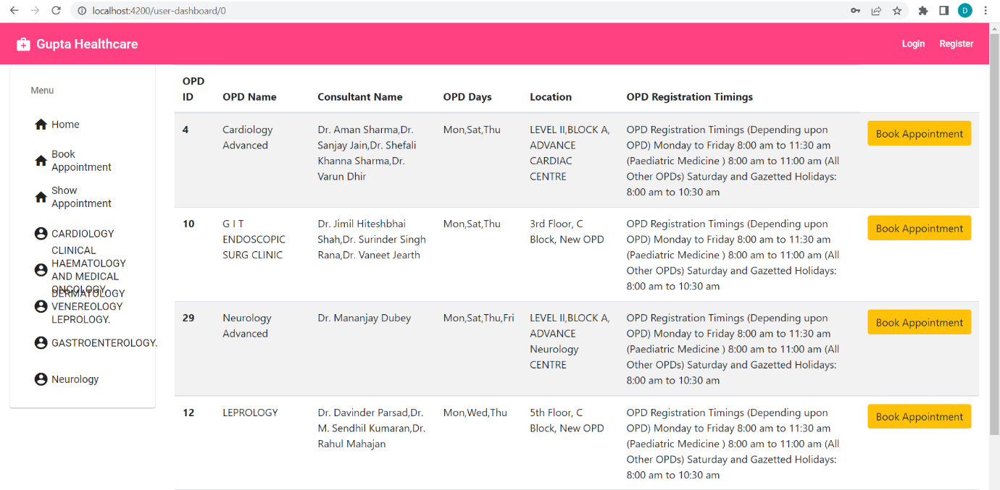 localhost:4200/user-dashboard/0
D
Gupta Healthcare
Login Register
Menu
Home
Book
Appointment
Show
Appointment
CARDIOLOGY
CLINICAL
HAEMATOLOGY
AND MEDICAL
ONCOLOGY.
DERMATOLOGY
VENEREOLOGY
LEPROLOGY.
GASTROENTEROLOGY.
Neurology
OPD
ID OPD Name Consultant Name OPD Days Location OPD Registration Timings
4 Cardiology Dr. Aman Sharma,Dr. Mon,Sat,Thu LEVEL II,BLOCK A, OPD Registration Timings (Depending upon Book Appointment
Advanced Sanjay Jain,Dr. Shefali ADVANCE OPD) Monday to Friday 8:00 am to 11:30 am
Khanna Sharma,Dr. CARDIAC (Paediatric Medicine ) 8:00 am to 11:00 am (All
Varun Dhir CENTRE Other OPDs) Saturday and Gazetted Holidays:
8:00 am to 10:30 am
10 G I T Dr. Jimil Hiteshbhai Mon,Sat,Thu 3rd Floor, C OPD Registration Timings (Depending upon Book Appointment
ENDOSCOPIC Shah,Dr. Surinder Singh Block, New OPD OPD) Monday to Friday 8:00 am to 11:30 am
SURG CLINIC Rana,Dr. Vaneet Jearth (Paediatric Medicine ) 8:00 am to 11:00 am (All
Other OPDs) Saturday and Gazetted Holidays:
8:00 am to 10:30 am
29 Neurology Dr. Mananjay Dubey Mon,Sat,Thu,Fri LEVEL II,BLOCK A, OPD Registration Timings (Depending upon Book Appointment
Advanced ADVANCE OPD) Monday to Friday 8:00 am to 11:30 am
Neurology (Paediatric Medicine ) 8:00 am to 11:00 am (All
CENTRE Other OPDs) Saturday and Gazetted Holidays:
8:00 am to 10:30 am
12 LEPROLOGY Dr. Davinder Parsad,Dr. Mon,Wed,Thu 5th Floor, C OPD Registration Timings (Depending upon Book Appointment
M. Sendhil Kumaran,Dr. Block, New OPD OPD) Monday to Friday 8:00 am to 11:30 am
Rahul Mahajan (Paediatric Medicine ) 8:00 am to 11:00 am (All
Other OPDs) Saturday and Gazetted Holidays:
8:00 am to 10:30 am